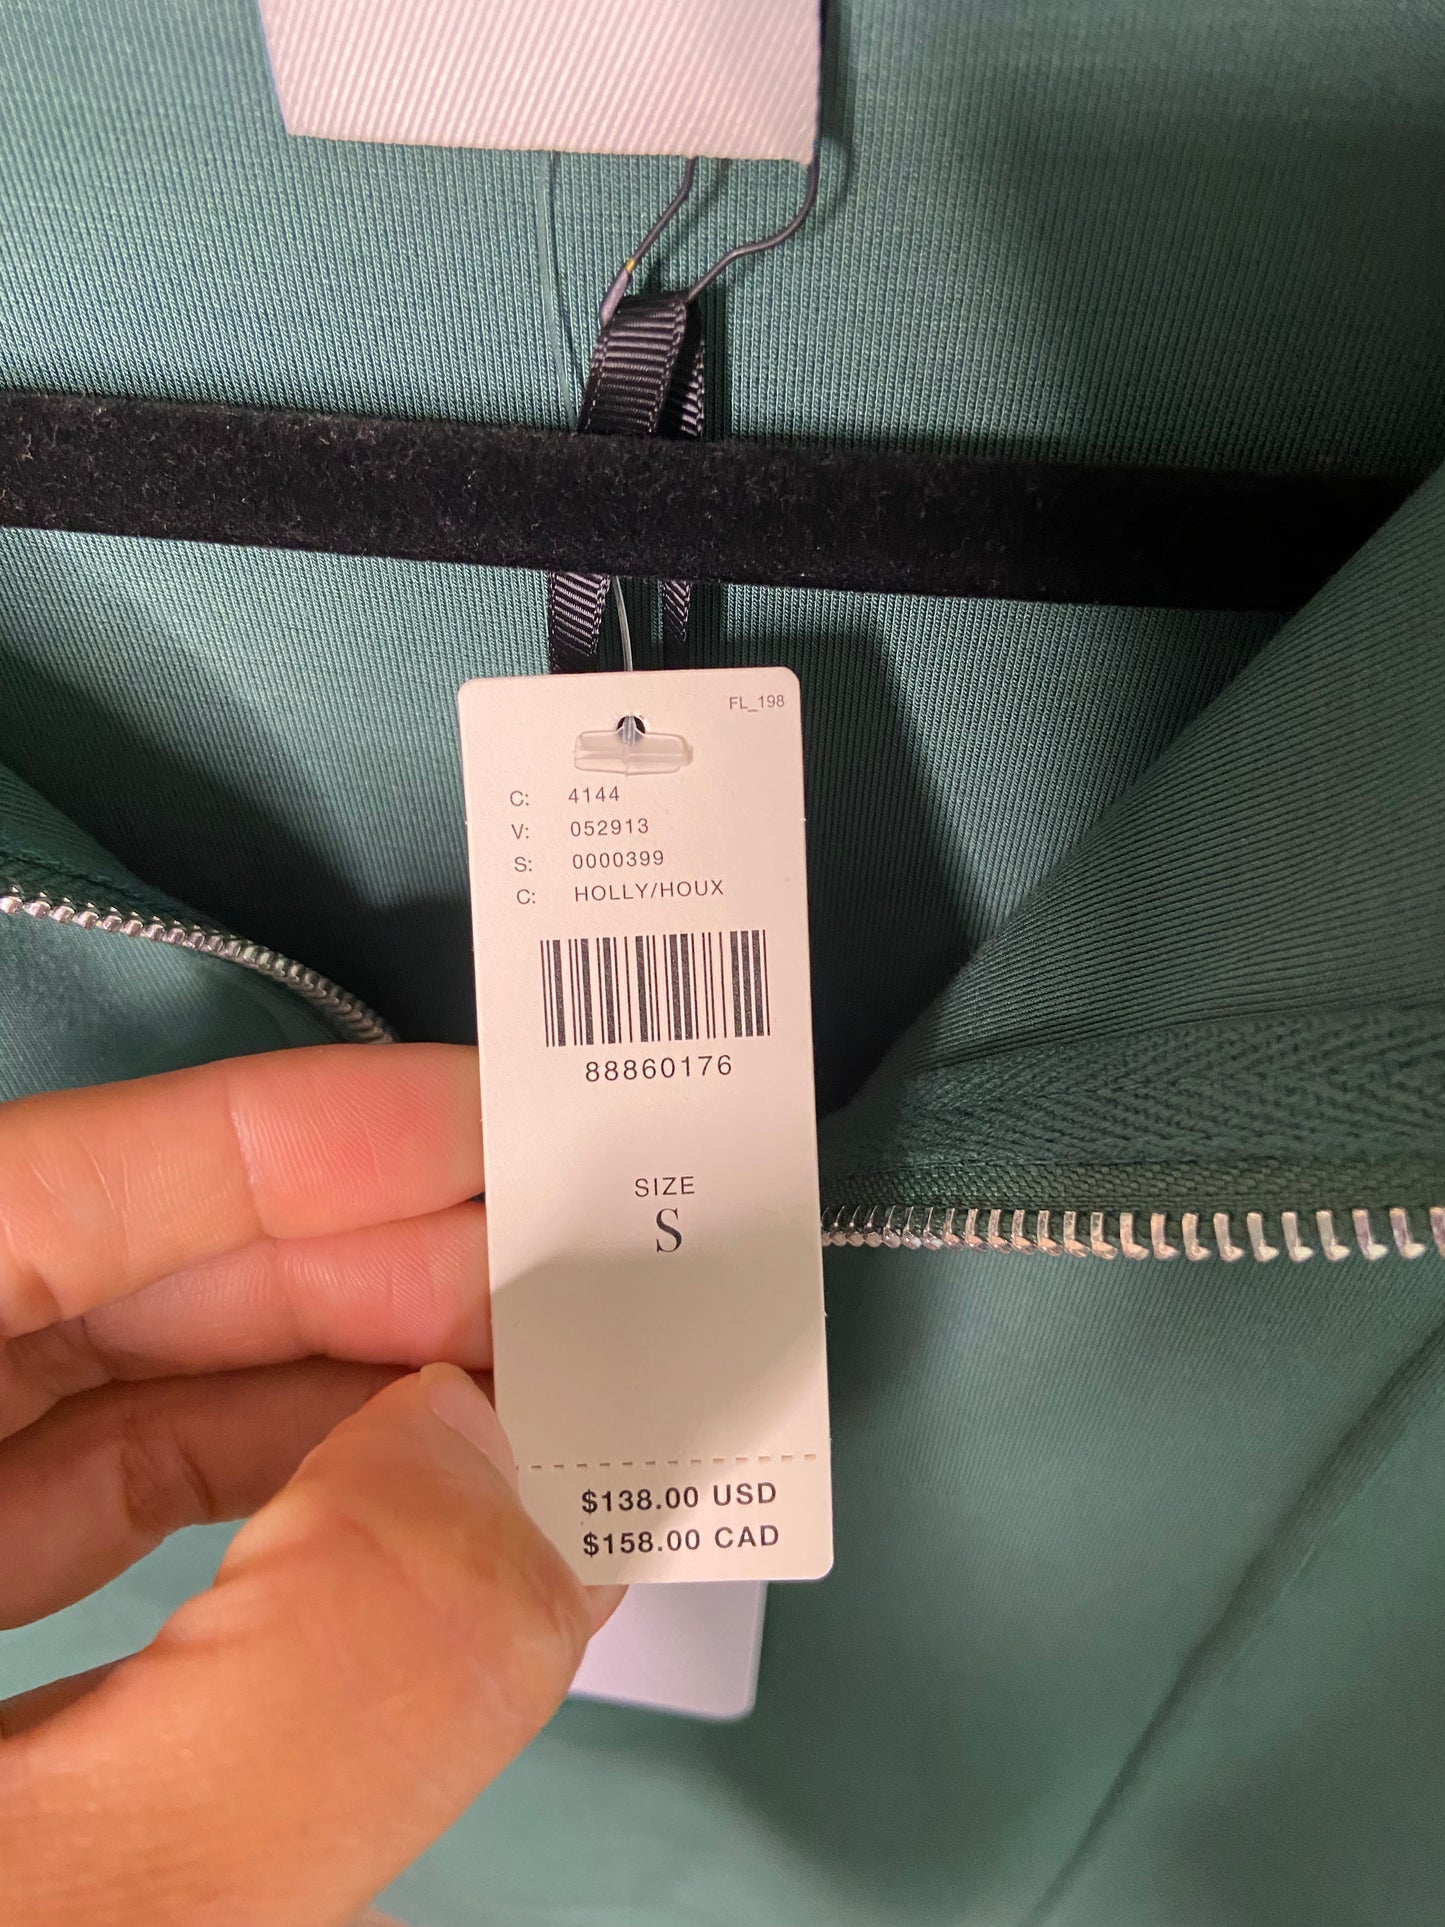 FL_198
C: 4144
V: 052913
S: 0000399
C: HOLLY/HOUX
88860176
SIZE
S
$138.00 USD
$158.00 CAD